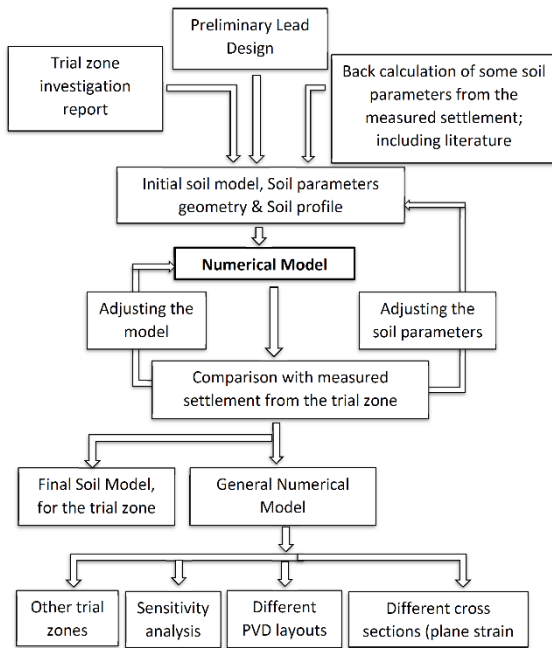 Preliminary Lead
Design
Trial zone
investigation
report
Back calculation of some soil
parameters from the
measured settlement;
including literature
Initial soil model, Soil parameters
geometry & Soil profile
Numerical Model
Adjusting the
model
Adjusting the
soil parameters
Comparison with measured
settlement from the trial zone
Final Soil Model,
for the trial zone
General Numerical
Model
Other trial
zones
Sensitivity
analysis
Different
PVD layouts
Different cross
sections (plane strain